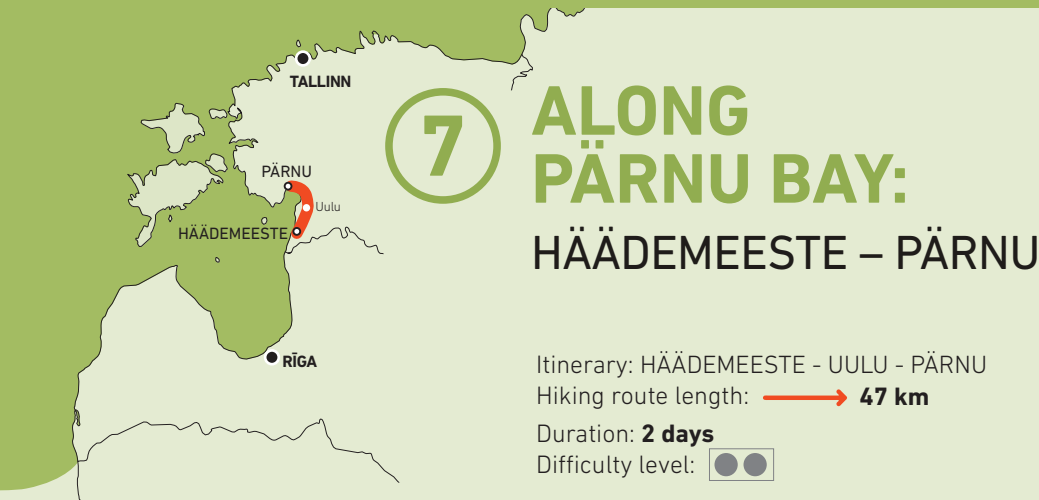 TALLINN
PÄRNU
Uulu
HÄÄDEMEESTE
RĪGA
7
ALONG
PÄRNU BAY:
HÄÄDEMEESTE – PÄRNU
Itinerary: HÄÄDEMEESTE - UULU - PÄRNU
Hiking route length: 47 km
Duration: 2 days
Difficulty level: